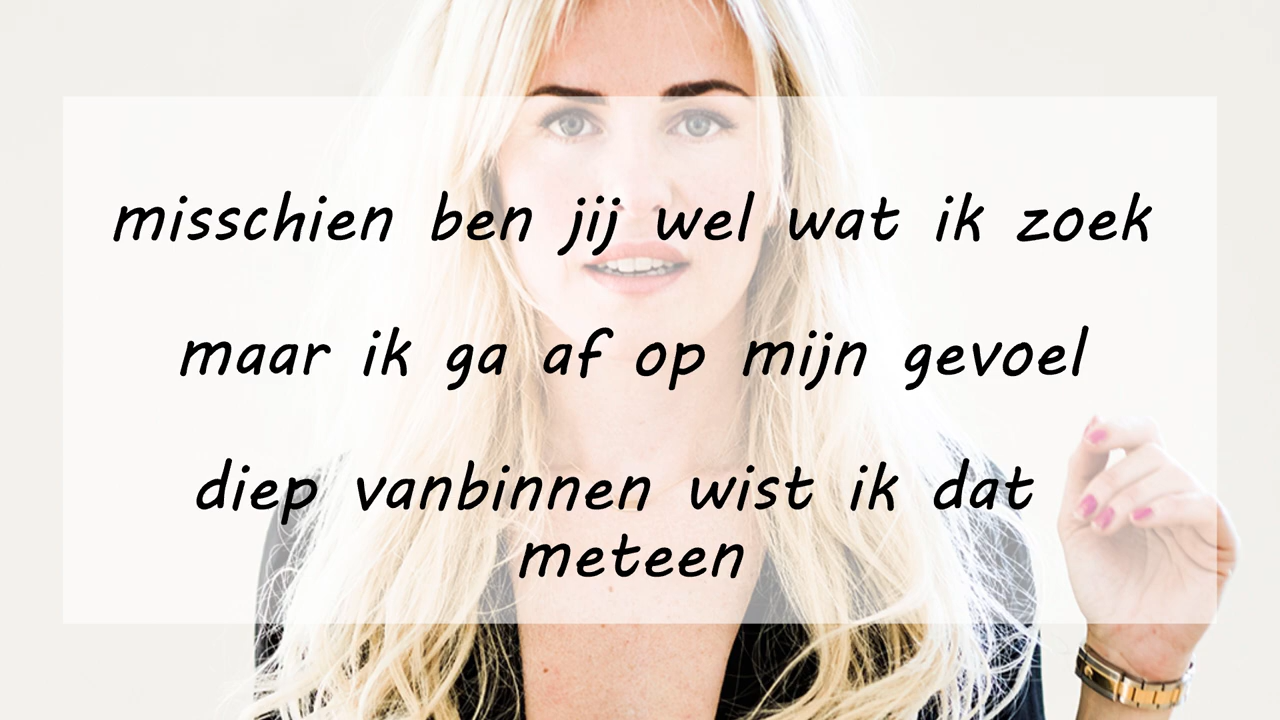 misschien ben jij wel wat ik zoek
maar ik ga af op mijn gevoel
diep vanbinnen wist ik dat
meteen